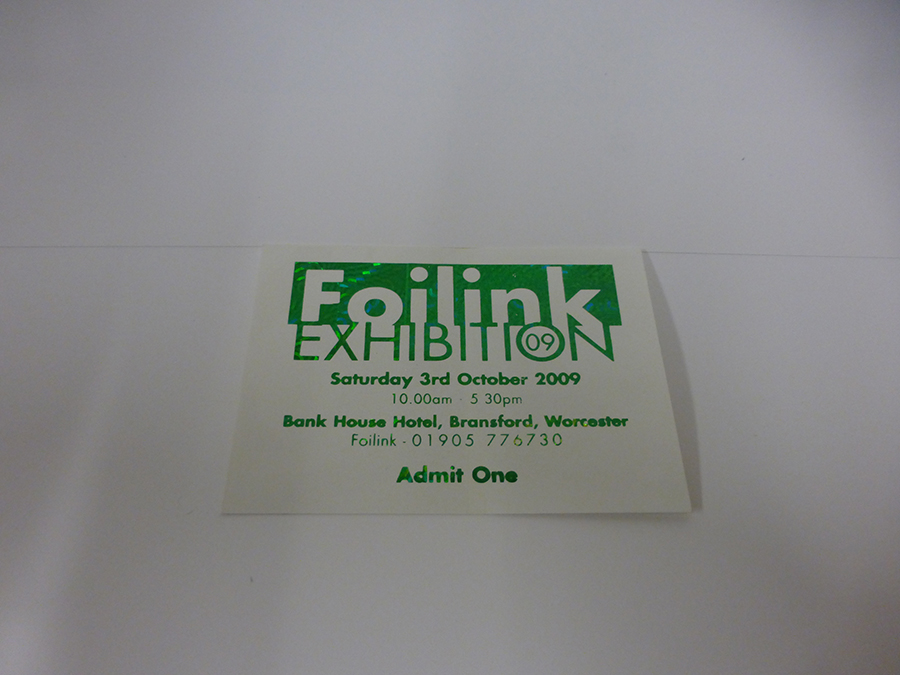 Foilink
EXHIBITION 09
Saturday 3rd October 2009
10.00am - 5 30pm
Bank House Hotel, Bransford, Worcester
Foilink - 01905 776730
Admit One